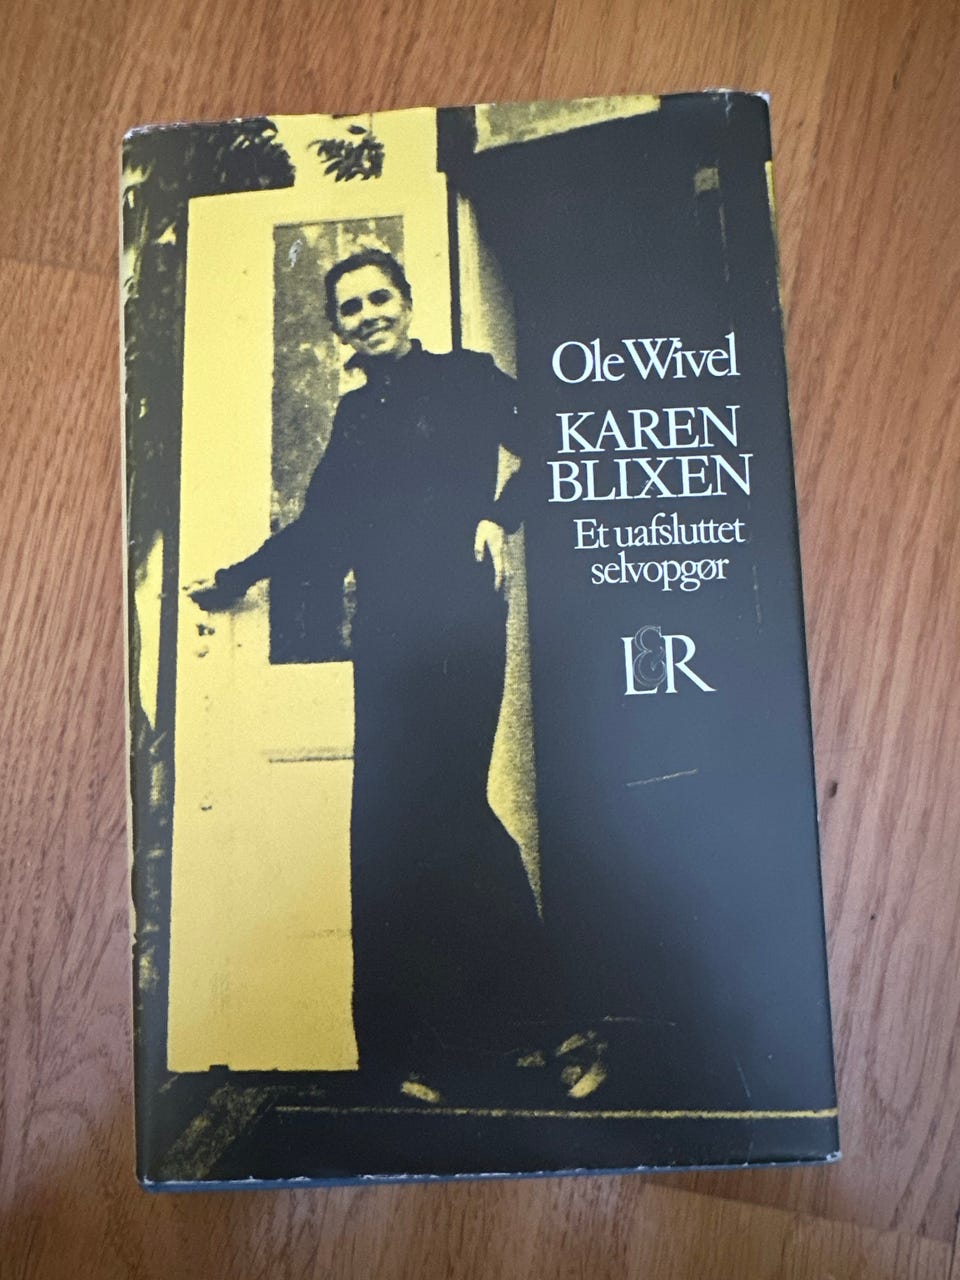 Ole Wivel
KAREN
BLIXEN
Et uafsluttet
selvopgør
L&R